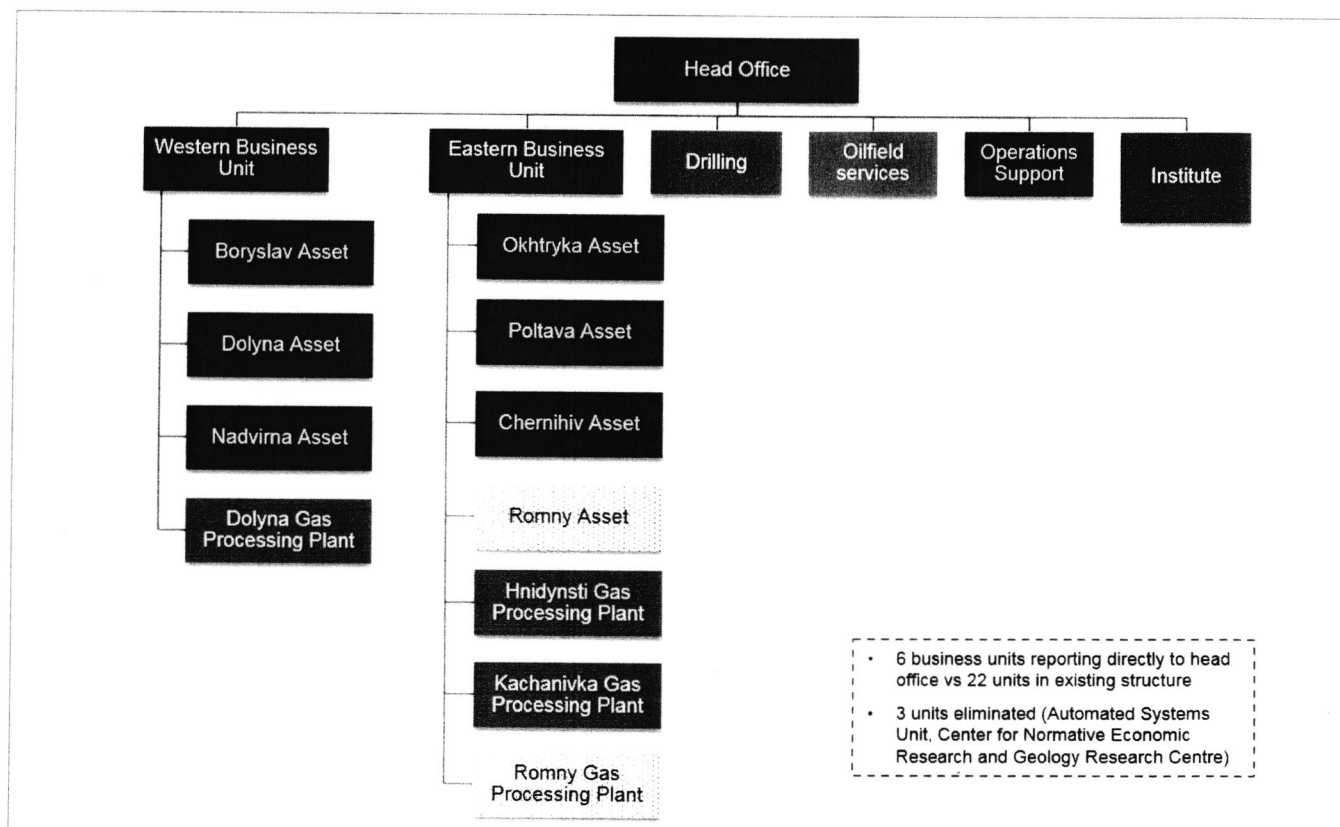 Head Office
Western Business
Unit
Eastern Business
Unit
Drilling
Oilfield
services
Operations
Support
Institute
Boryslav Asset
Dolyna Asset
Nadvirna Asset
Dolyna Gas
Processing Plant
Okhtryka Asset
Poltava Asset
Chernihiv Asset
Romny Asset
Hnidynsti Gas
Processing Plant
Kachanivka Gas
Processing Plant
Romny Gas
Processing Plant
• 6 business units reporting directly to head
office vs 22 units in existing structure
• 3 units eliminated (Automated Systems
Unit, Center for Normative Economic
Research and Geology Research Centre)